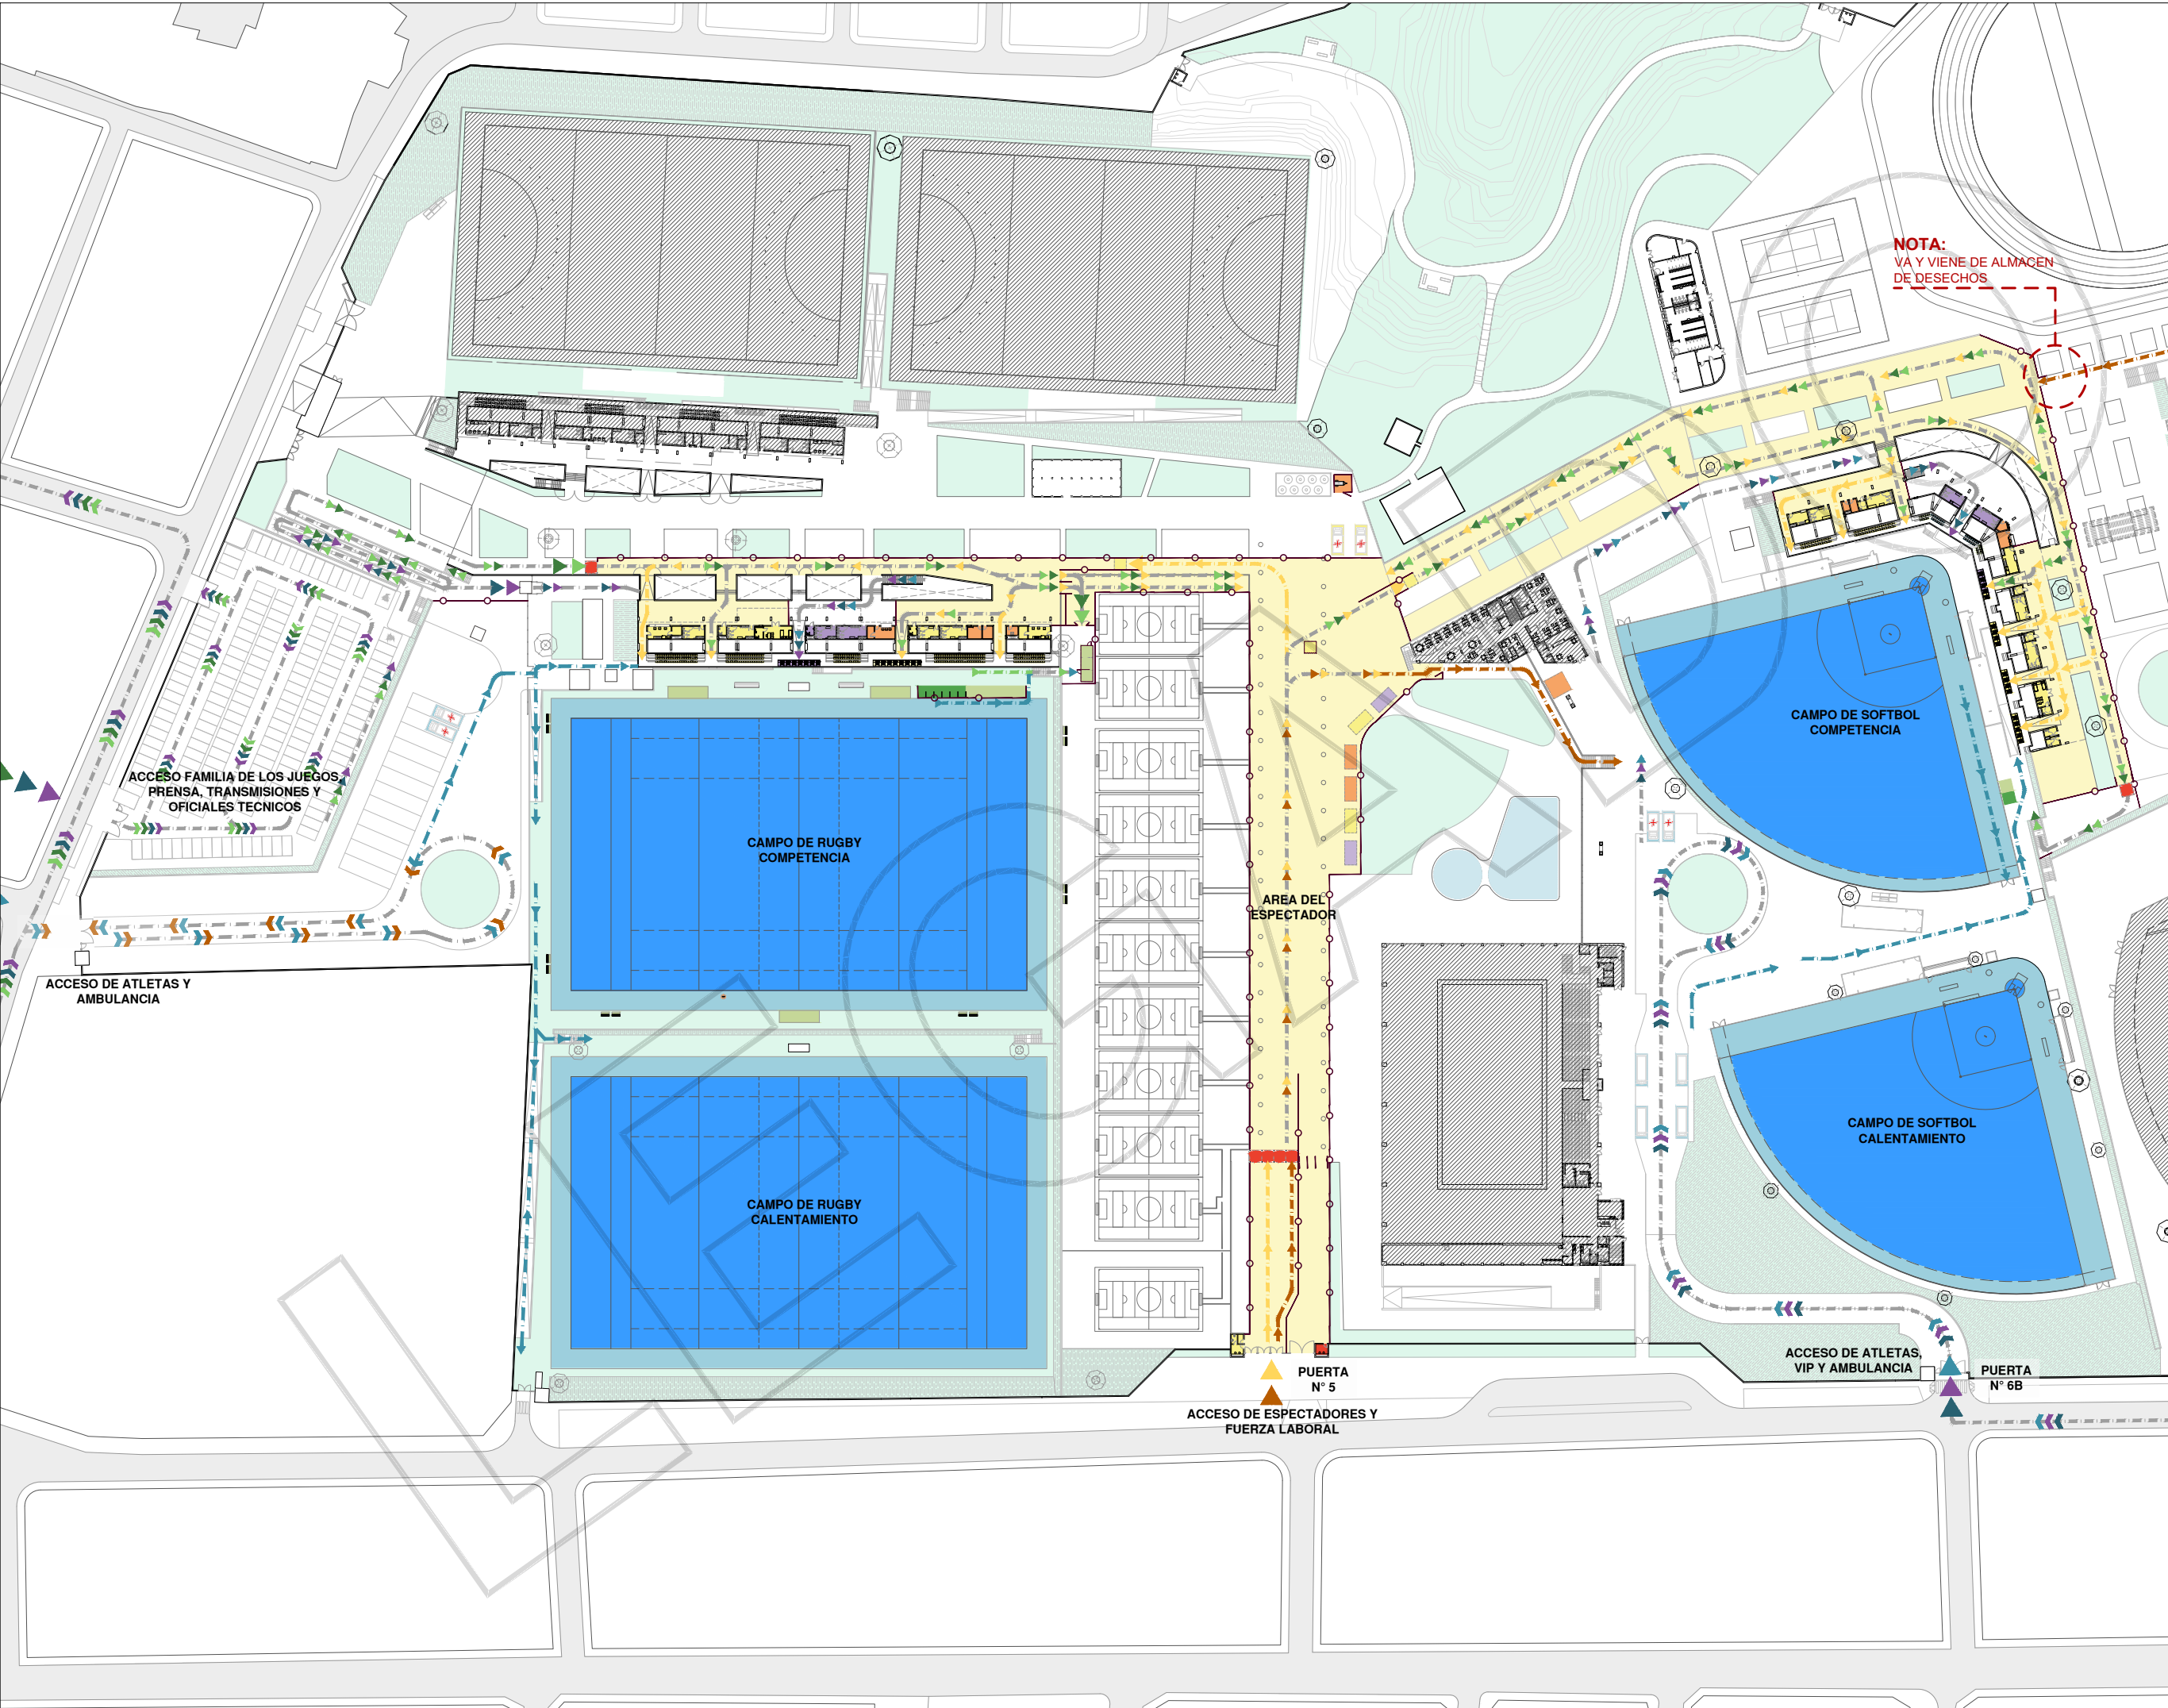 NOTA:
VA Y VIENE DE ALMACEN
DE DESECHOS
CAMPO DE SOFTBOL
COMPETENCIA
ACCESO FAMILIA DE LOS JUEGOS,
PRENSA, TRANSMISIONES Y
OFICIALES TECNICOS
CAMPO DE RUGBY
COMPETENCIA
AREA DEL
ESPECTADOR
ACCESO DE ATLETAS Y
AMBULANCIA
CAMPO DE RUGBY
CALENTAMIENTO
CAMPO DE SOFTBOL
CALENTAMIENTO
ACCESO DE ATLETAS,
VIP Y AMBULANCIA
PUERTA
N° 6B
PUERTA
N° 5
ACCESO DE ESPECTADORES Y
FUERZA LABORAL